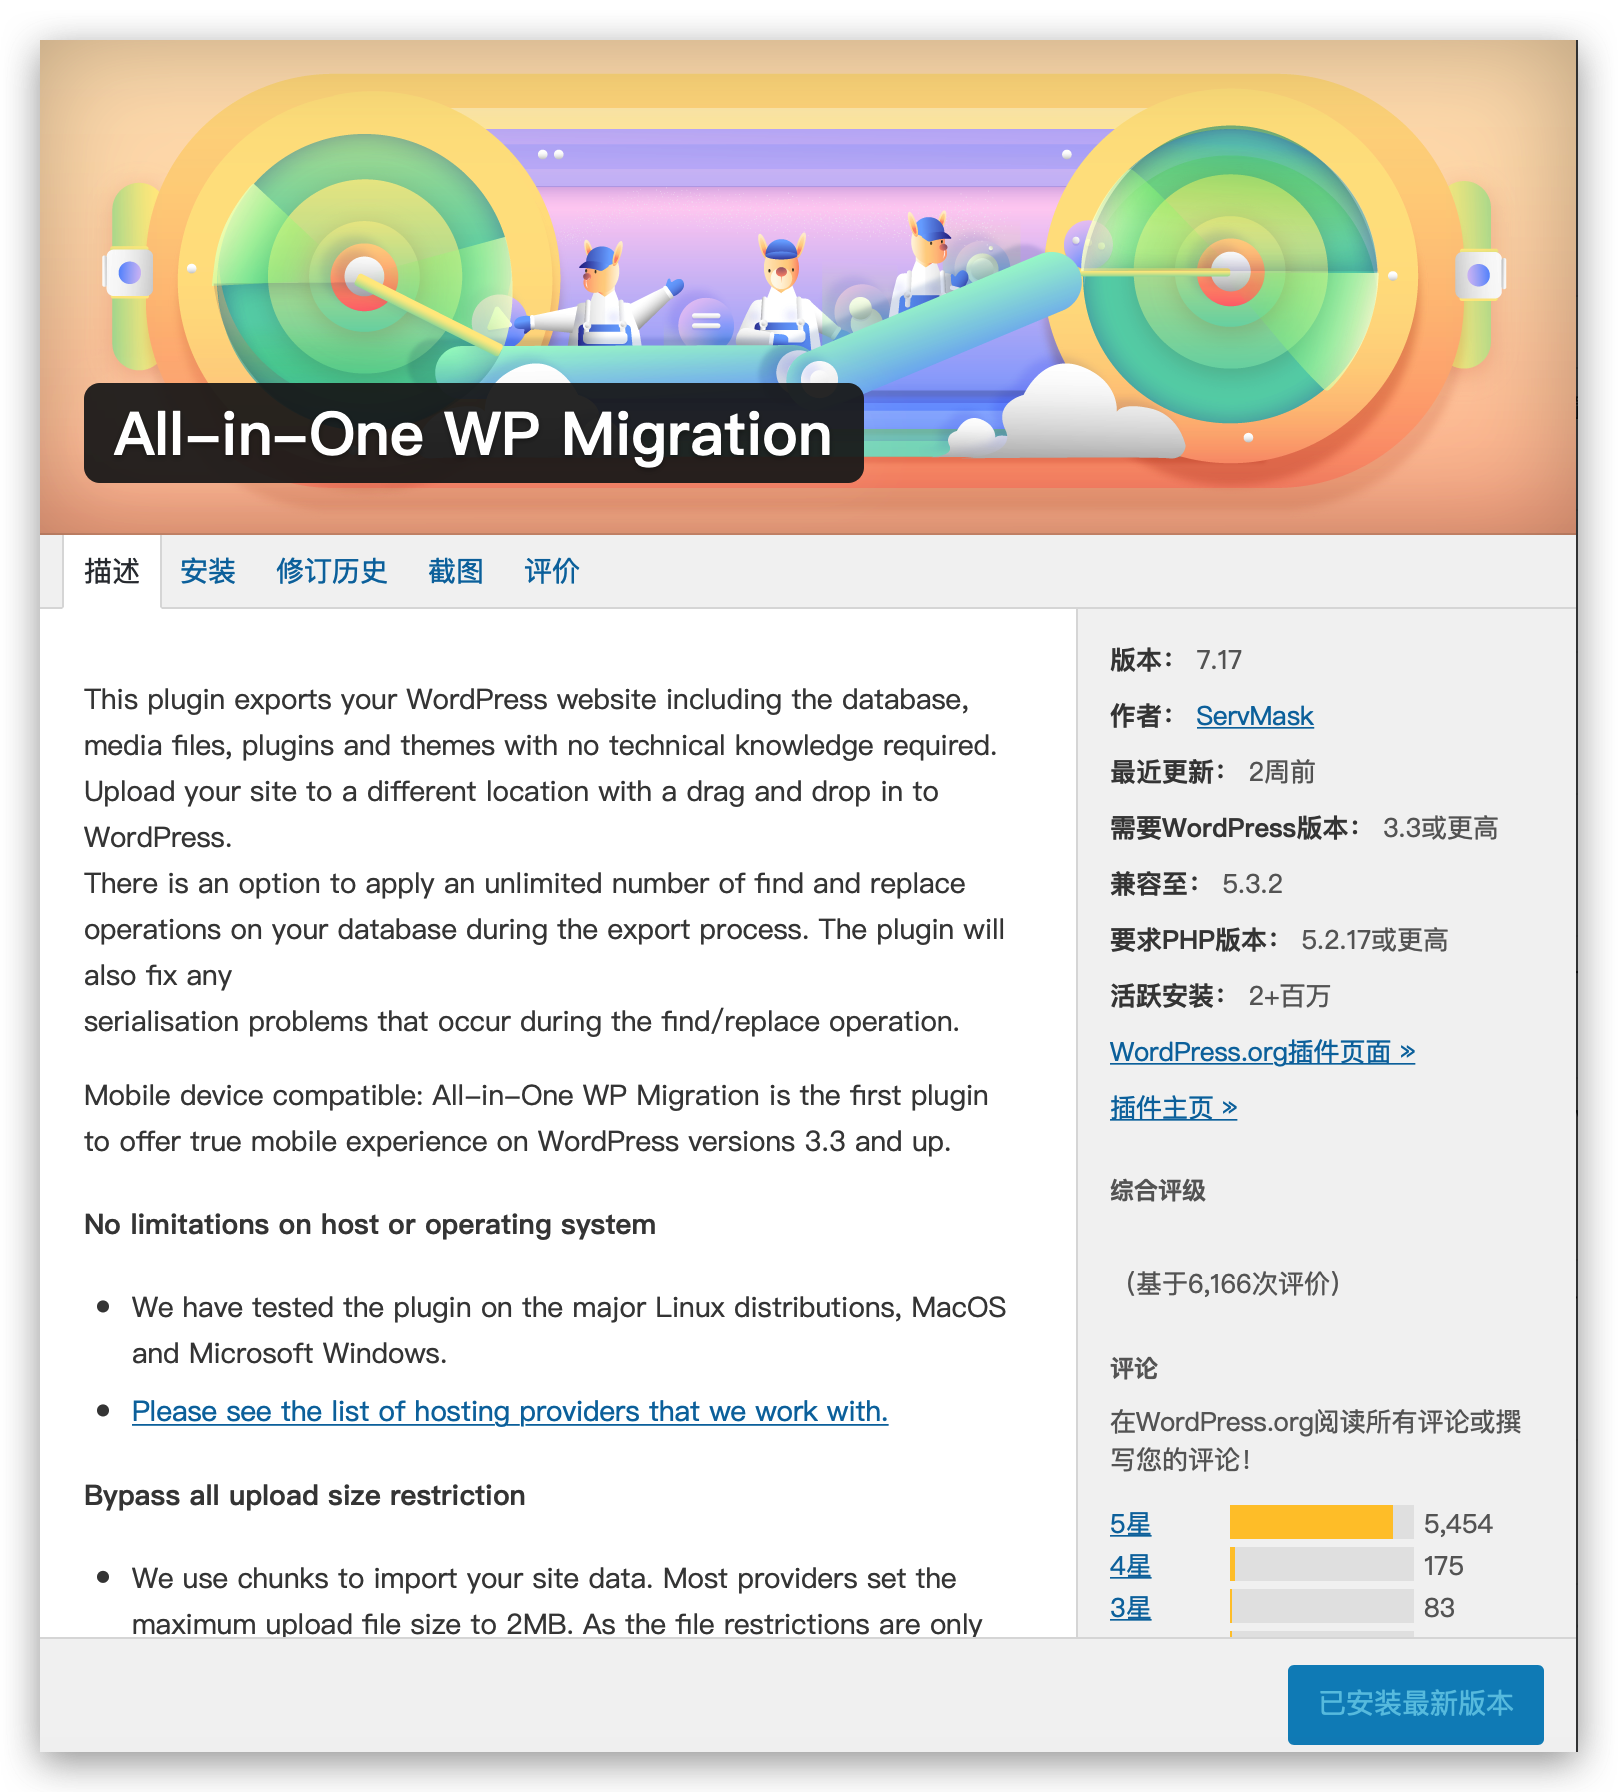 All-in-One WP Migration
描述 安装 修订历史 截图 评价
This plugin exports your WordPress website including the database,
media files, plugins and themes with no technical knowledge required.
Upload your site to a different location with a drag and drop in to
WordPress.
There is an option to apply an unlimited number of find and replace
operations on your database during the export process. The plugin will
also fix any
serialisation problems that occur during the find/replace operation.
Mobile device compatible: All-in-One WP Migration is the first plugin
to offer true mobile experience on WordPress versions 3.3 and up.
No limitations on host or operating system
We have tested the plugin on the major Linux distributions, MacOS
and Microsoft Windows.
Please see the list of hosting providers that we work with.
Bypass all upload size restriction
We use chunks to import your site data. Most providers set the
maximum upload file size to 2MB. As the file restrictions are only
版本： 7.17
作者： ServMask
最近更新： 2周前
需要WordPress版本： 3.3或更高
兼容至： 5.3.2
要求PHP版本： 5.2.17或更高
活跃安装： 2+百万
WordPress.org插件页面 »
插件主页 »
综合评级
（基于6,166次评价）
评论
在WordPress.org阅读所有评论或撰
写您的评论！
5星 5,454
4星 175
3星 83
已安装最新版本